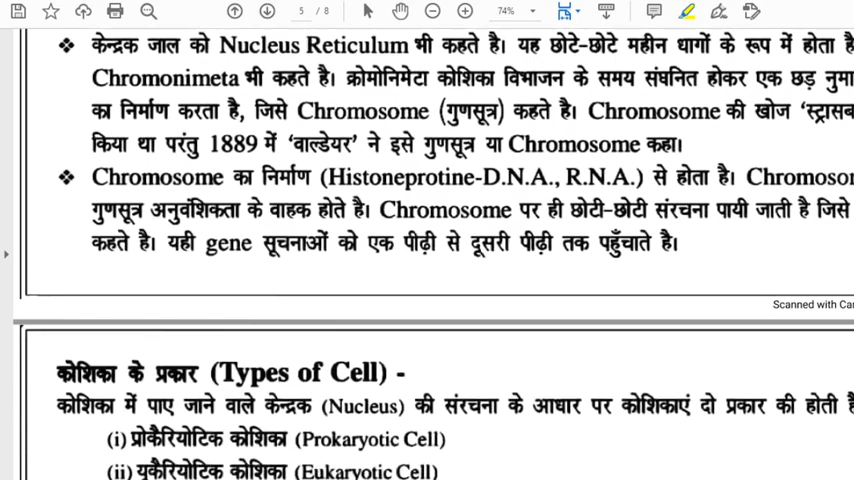 5 / 8
74%
❖ केन्द्रक जाल को Nucleus Reticulum भी कहते है। यह छोटे-छोटे महीन धागों के रूप में होता है
Chromonimeta भी कहते है। क्रोमोनिमेटा कोशिका विभाजन के समय संघनित होकर एक छड़ नुमा
का निर्माण करता है, जिसे Chromosome (गुणसूत्र) कहते है। Chromosome की खोज 'स्ट्रासब
किया था परंतु 1889 में 'वाल्डेयर' ने इसे गुणसूत्र या Chromosome कहा।
❖ Chromosome का निर्माण (Histoneprotine-D.N.A., R.N.A.) से होता है। Chromosor
गुणसूत्र अनुवंशिकता के वाहक होते है। Chromosome पर ही छोटी-छोटी संरचना पायी जाती है जिसे
कहते है। यही gene सूचनाओं को एक पीढ़ी से दूसरी पीढ़ी तक पहुँचाते है।
Scanned with Car
कोशिका के प्रकार (Types of Cell) -
कोशिका में पाए जाने वाले केन्द्रक (Nucleus) की संरचना के आधार पर कोशिकाएं दो प्रकार की होती है
(i) प्रोकैरियोटिक कोशिका (Prokaryotic Cell)
(ii) यूकैरियोटिक कोशिका (Eukaryotic Cell)